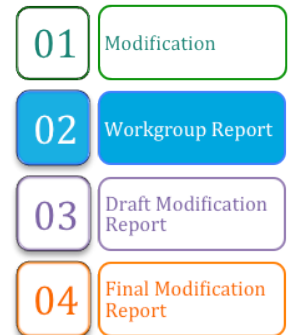 01 Modification
02 Workgroup Report
03 Draft Modification
Report
04 Final Modification
Report